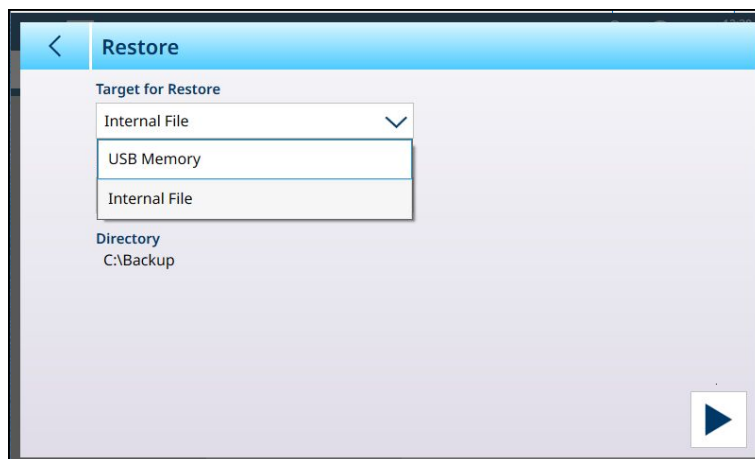 Restore
Target for Restore
Internal File
USB Memory
Internal File
Directory
C:\Backup